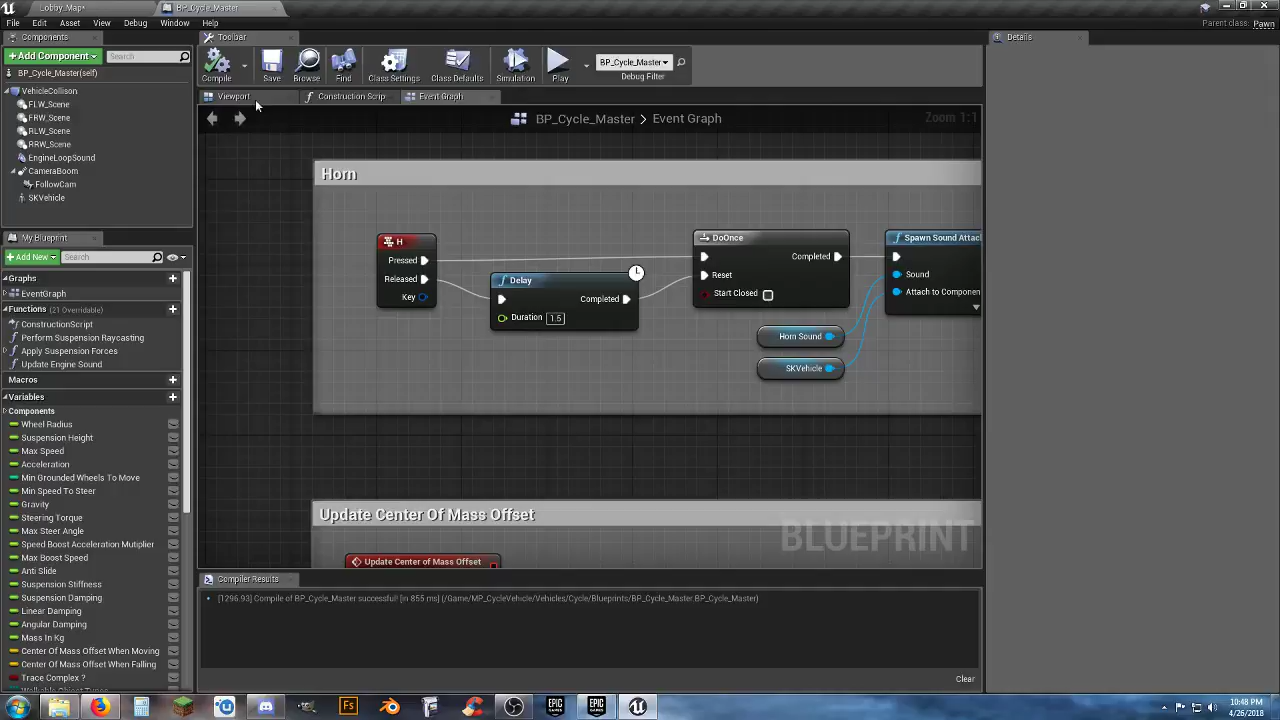 Lobby_Map*
BP_Cycle_Master
File Edit Asset View Debug Window Help
Parent class: Pawn
Components
Toolbar
Details
Add Component
Search
Compile
Save
Browse
Find
Class Settings
Class Defaults
Simulation
Play
BP_Cycle_Master
Debug Filter
BP_Cycle_Master(self)
VehicleCollison
FLW_Scene
FRW_Scene
RLW_Scene
RRW_Scene
EngineLoopSound
CameraBoom
FollowCam
SKVehicle
Viewport
Construction Scrip
Event Graph
BP_Cycle_Master > Event Graph
Zoom 1:1
Horn
H
Pressed
Released
Key
Delay
Completed
Duration 1.5
DoOnce
Completed
Reset
Start Closed
Spawn Sound Attac
Sound
Attach to Componen
Horn Sound
SKVehicle
Update Center Of Mass Offset
Update Center of Mass Offset
BLUEPRINT
My Blueprint
Add New
Search
Graphs
EventGraph
Functions (21 Overridable)
ConstructionScript
Perform Suspension Raycasting
Apply Suspension Forces
Update Engine Sound
Macros
Variables
Components
Wheel Radius
Suspension Height
Max Speed
Acceleration
Min Grounded Wheels To Move
Min Speed To Steer
Gravity
Steering Torque
Max Steer Angle
Speed Boost Acceleration Mutiplier
Max Boost Speed
Anti Slide
Suspension Stiffness
Suspension Damping
Linear Damping
Angular Damping
Mass In Kg
Center Of Mass Offset When Moving
Center Of Mass Offset When Falling
Trace Complex ?
Compiler Results
[1296.93] Compile of BP_Cycle_Master successful! [in 855 ms] (/Game/MP_CycleVehicle/Vehicles/Cycle/Blueprints/BP_Cycle_Master.BP_Cycle_Master)
Clear
Fs
EPIC GAMES
EPIC GAMES
10:48 PM
4/26/2018